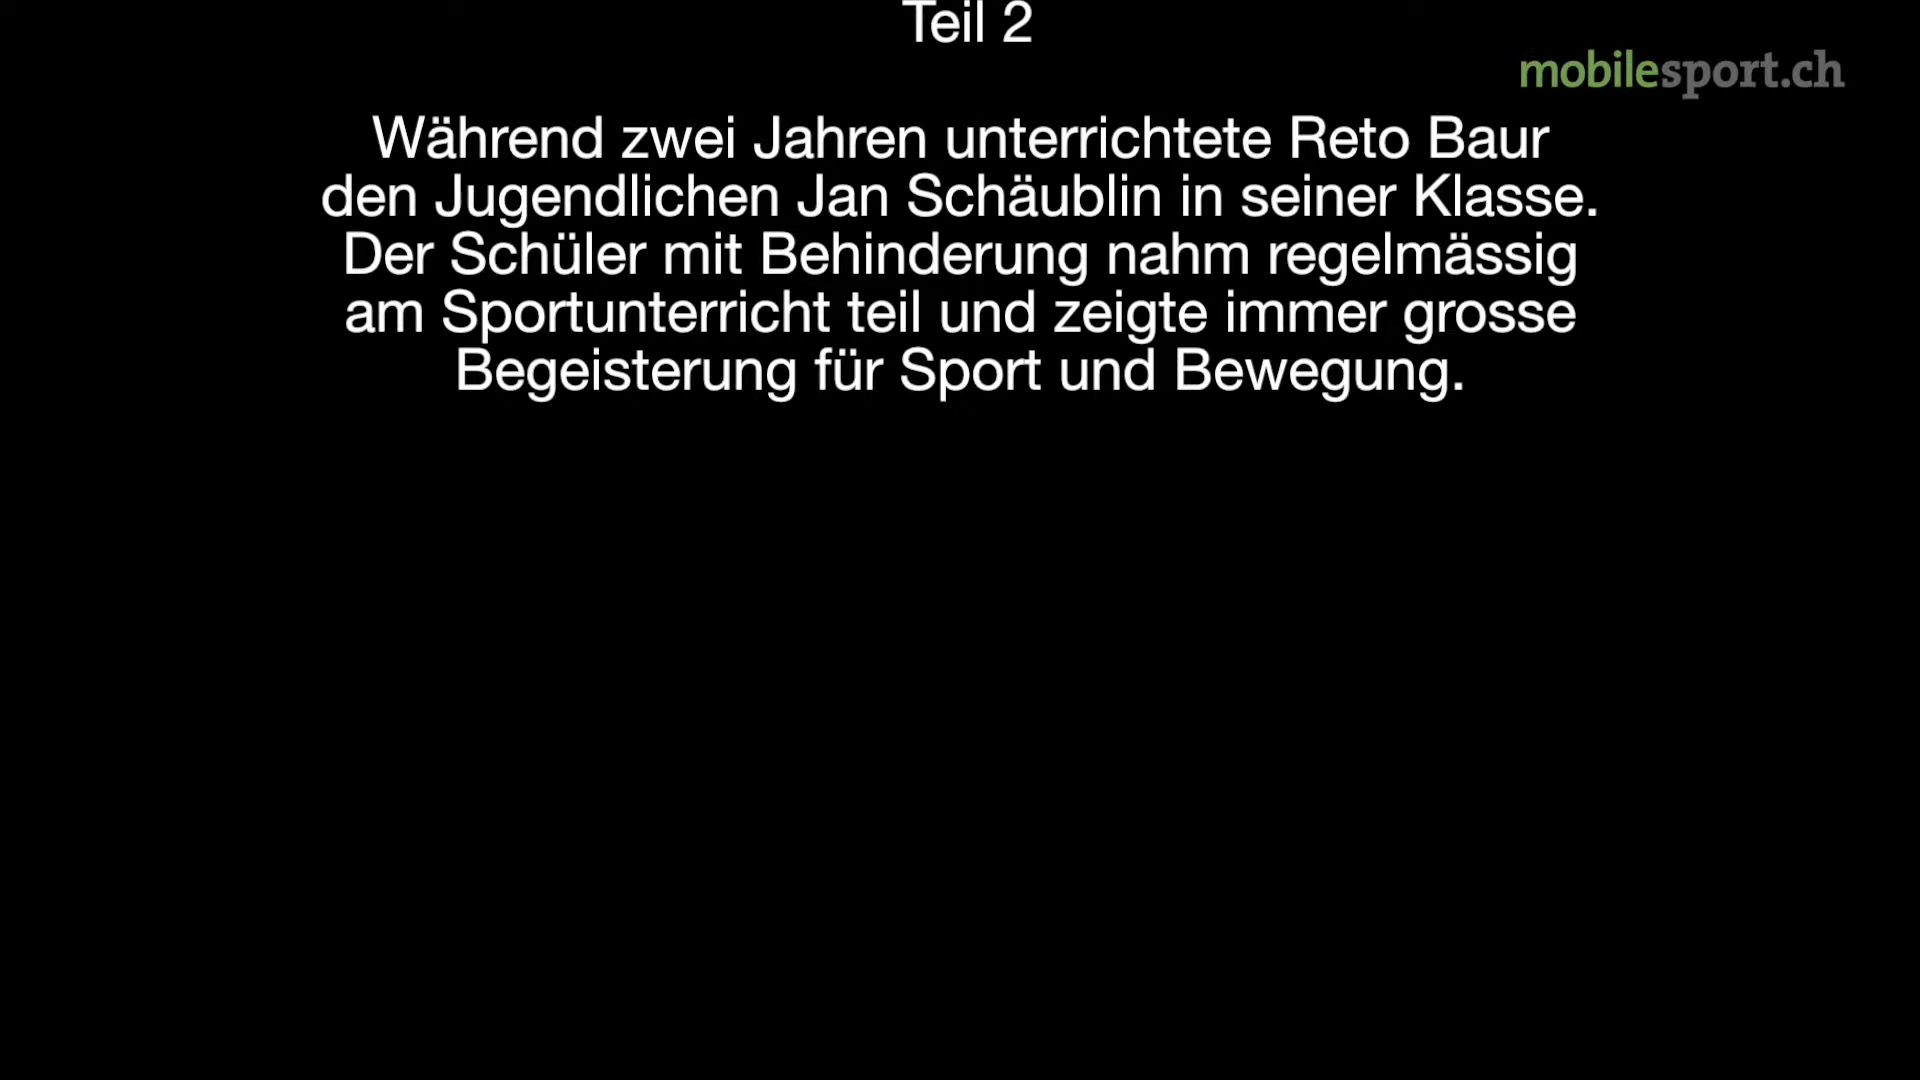 Teil 2
mobilesport.ch
Während zwei Jahren unterrichtete Reto Baur
den Jugendlichen Jan Schäublin in seiner Klasse.
Der Schüler mit Behinderung nahm regelmässig
am Sportunterricht teil und zeigte immer grosse
Begeisterung für Sport und Bewegung.